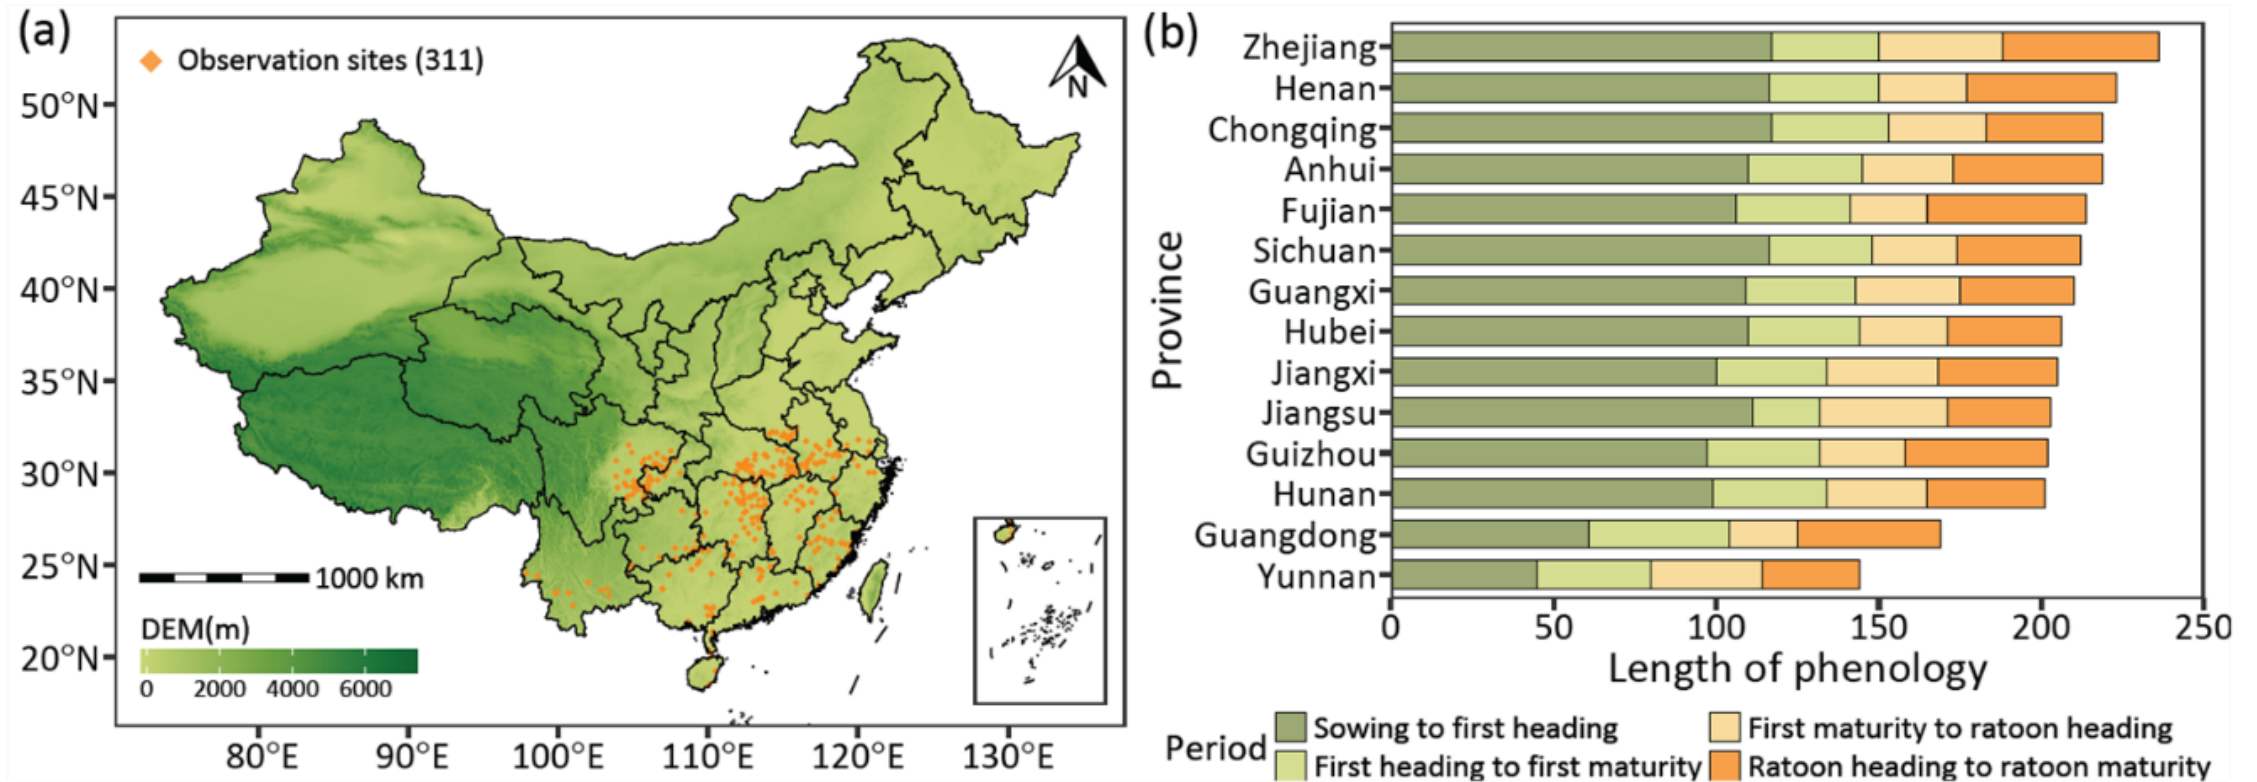 (a)
Observation sites (311)
N
50°N
45°N
40°N
35°N
30°N
25°N
20°N
1000 km
DEM(m)
0 2000 4000 6000
80°E 90°E 100°E 110°E 120°E 130°E
(b)
Province
Zhejiang
Henan
Chongqing
Anhui
Fujian
Sichuan
Guangxi
Hubei
Jiangxi
Jiangsu
Guizhou
Hunan
Guangdong
Yunnan
0 50 100 150 200 250
Length of phenology
Period
Sowing to first heading
First maturity to ratoon heading
First heading to first maturity
Ratoon heading to ratoon maturity